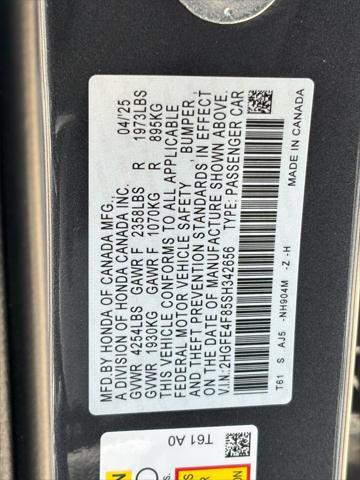 MFD.BY HONDA OF CANADA MFG. 04/'25
A DIVISION OF HONDA CANADA INC.
GVWR 4254LBS GAWR F 2358LBS R 1973LBS
GVWR 1930KG GAWR F 1070KG R 895KG
THIS VEHICLE CONFORMS TO ALL APPLICABLE
FEDERAL MOTOR VEHICLE SAFETY , BUMPER ,
AND THEFT PREVENTION STANDARDS IN EFFECT
ON THE DATE OF MANUFACTURE SHOWN ABOVE.
V.I.N.:2HGFE4F85SH342656 TYPE: PASSENGER CAR
T61 S AJ5 -NH904M -Z -H
MADE IN CANADA
T61 A0